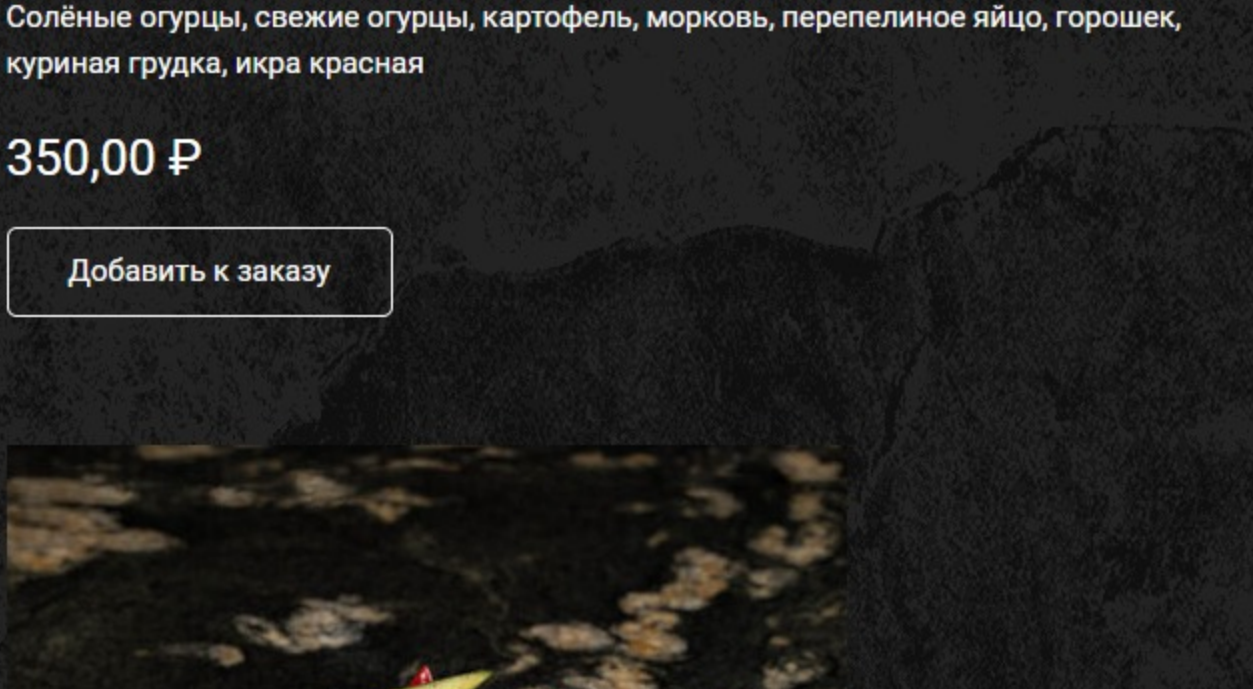 Солёные огурцы, свежие огурцы, картофель, морковь, перепелиное яйцо, горошек,
куриная грудка, икра красная
350,00 ₽
Добавить к заказу